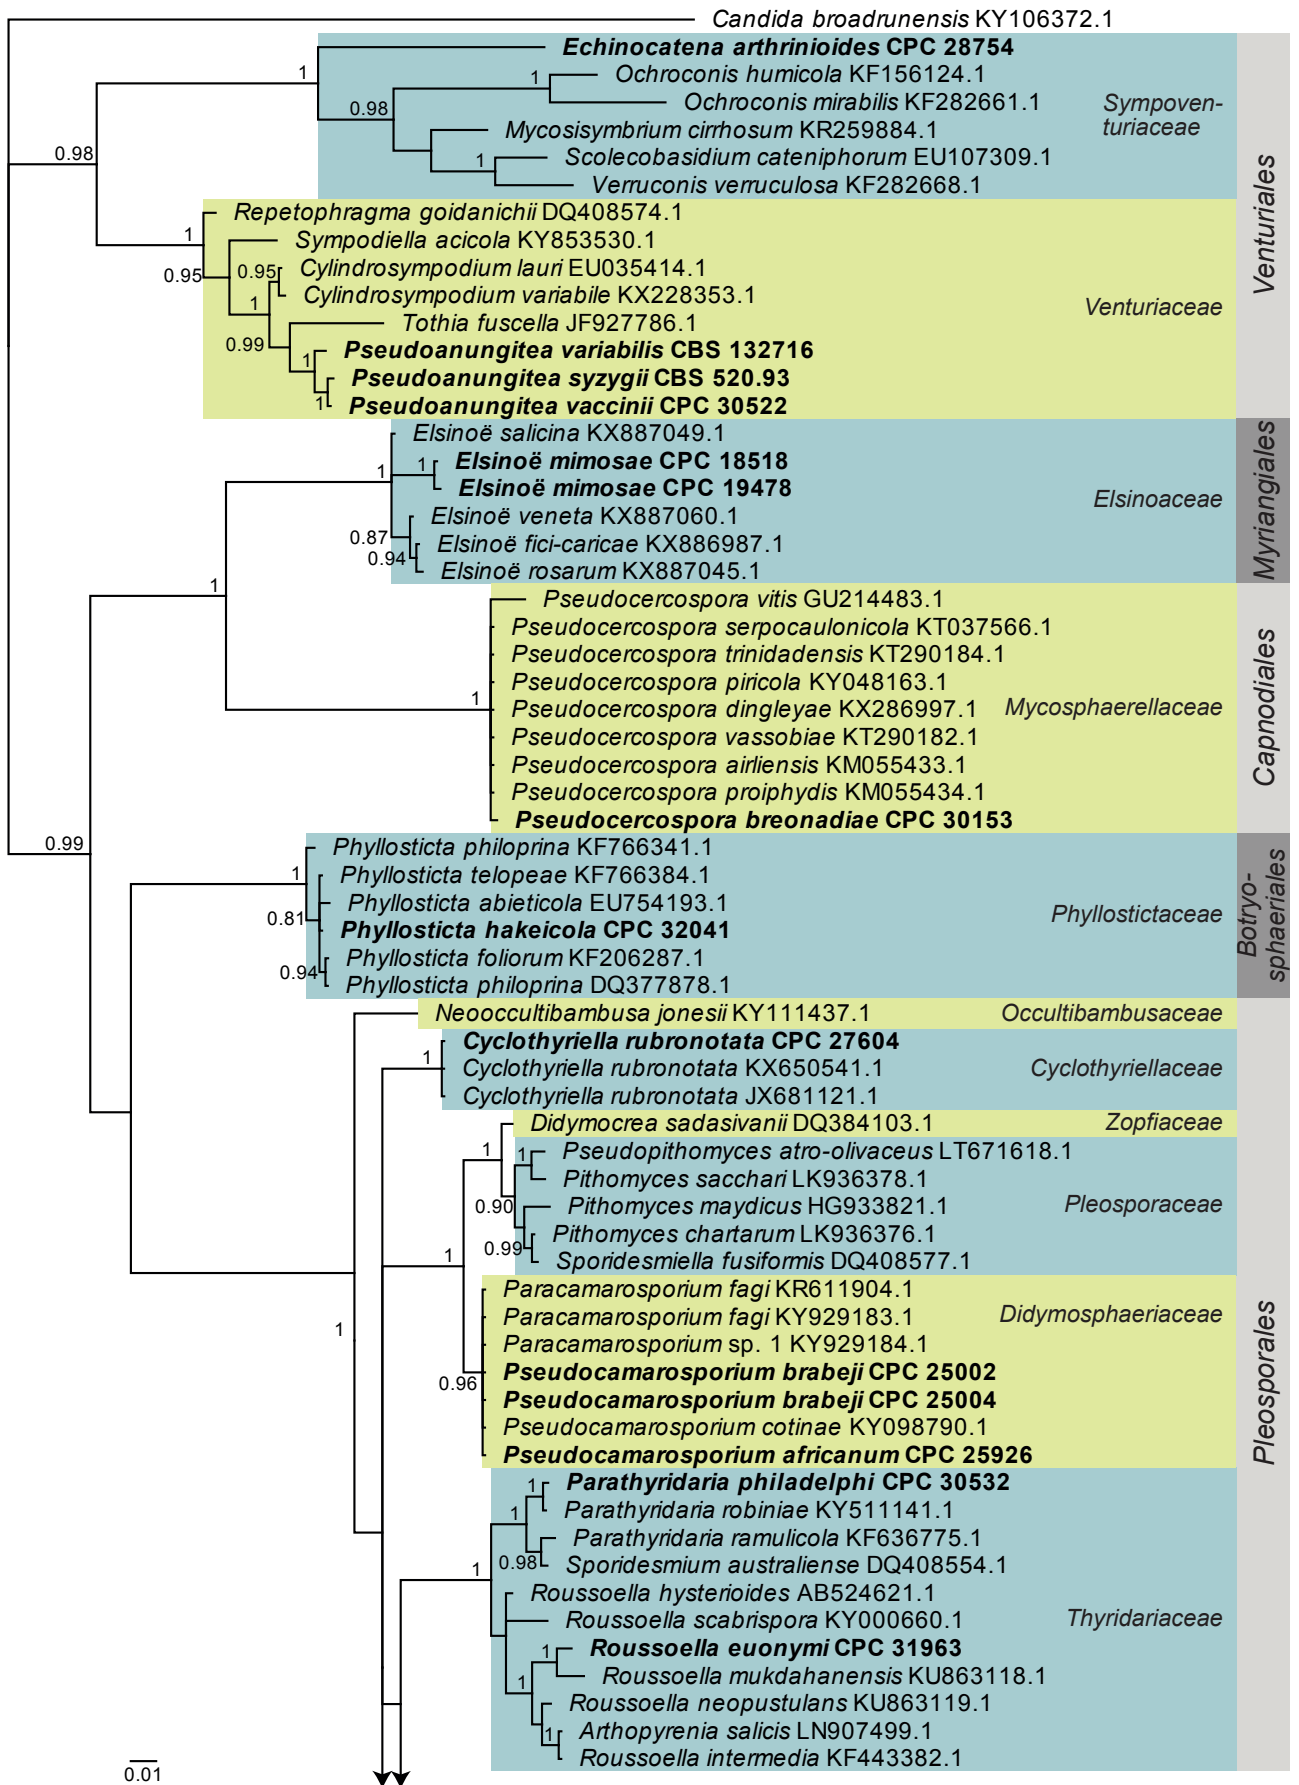 Candida broadrunensis KY106372.1
Echinocatena arthrinioides CPC 28754
1
Ochroconis humicola KF156124.1
1
Ochroconis mirabilis KF282661.1
Sympoven-
turiaceae
0.98
Mycosisymbrium cirrhosum KR259884.1
0.98
Scolecobasidium cateniphorum EU107309.1
1
Verruconis verruculosa KF282668.1
Venturiales
Repetophragma goidanichii DQ408574.1
1
Sympodiella acicola KY853530.1
0.95
0.95
Cylindrosympodium lauri EU035414.1
Cylindrosympodium variabile KX228353.1
Venturiaceae
1
Tothia fuscella JF927786.1
0.99
Pseudoanungitea variabilis CBS 132716
1
Pseudoanungitea syzygii CBS 520.93
1
Pseudoanungitea vaccinii CPC 30522
Elsinoë salicina KX887049.1
1
1
Elsinoë mimosae CPC 18518
Elsinoë mimosae CPC 19478
Elsinoaceae
Myriangiales
Elsinoë veneta KX887060.1
0.87
Elsinoë fici-caricae KX886987.1
0.94
Elsinoë rosarum KX887045.1
1
Pseudocercospora vitis GU214483.1
Pseudocercospora serpocaulonicola KT037566.1
Pseudocercospora trinidadensis KT290184.1
Pseudocercospora piricola KY048163.1
1
Pseudocercospora dingleyae KX286997.1
Mycosphaerellaceae
Capnodiales
Pseudocercospora vassobiae KT290182.1
Pseudocercospora airliensis KM055433.1
Pseudocercospora proiphydis KM055434.1
Pseudocercospora breonadiae CPC 30153
0.99
Phyllosticta philoprina KF766341.1
1
Phyllosticta telopeae KF766384.1
Phyllosticta abieticola EU754193.1
0.81
Phyllosticta hakeicola CPC 32041
Phyllostictaceae
Botryo-
sphaeriales
Phyllosticta foliorum KF206287.1
0.94
Phyllosticta philoprina DQ377878.1
Neooccultibambusa jonesii KY111437.1
Occultibambusaceae
Cyclothyriella rubronotata CPC 27604
1
Cyclothyriella rubronotata KX650541.1
Cyclothyriellaceae
Cyclothyriella rubronotata JX681121.1
Didymocrea sadasivanii DQ384103.1
Zopfiaceae
1
1
Pseudopithomyces atro-olivaceus LT671618.1
Pithomyces sacchari LK936378.1
0.90
Pithomyces maydicus HG933821.1
Pleosporaceae
Pithomyces chartarum LK936376.1
0.99
1
Sporidesmiella fusiformis DQ408577.1
Paracamarosporium fagi KR611904.1
Paracamarosporium fagi KY929183.1
Didymosphaeriaceae
1
Paracamarosporium sp. 1 KY929184.1
Pleosporales
Pseudocamarosporium brabeji CPC 25002
0.96
Pseudocamarosporium brabeji CPC 25004
Pseudocamarosporium cotinae KY098790.1
Pseudocamarosporium africanum CPC 25926
1
Parathyridaria philadelphi CPC 30532
1
Parathyridaria robiniae KY511141.1
Parathyridaria ramulicola KF636775.1
1
0.98
Sporidesmium australiense DQ408554.1
Roussoella hysterioides AB524621.1
Roussoella scabrispora KY000660.1
Thyridariaceae
1
Roussoella euonymi CPC 31963
Roussoella mukdahanensis KU863118.1
1
Roussoella neopustulans KU863119.1
1
Arthopyrenia salicis LN907499.1
Roussoella intermedia KF443382.1
0.01